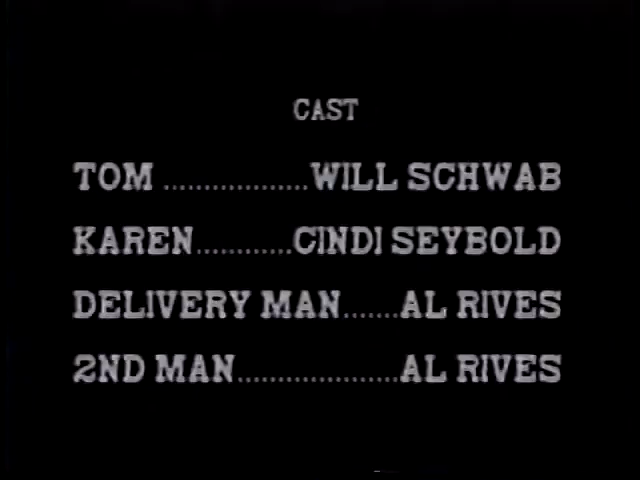 CAST
TOM ..................WILL SCHWAB
KAREN............CINDI SEYBOLD
DELIVERY MAN.......AL RIVES
2ND MAN....................AL RIVES